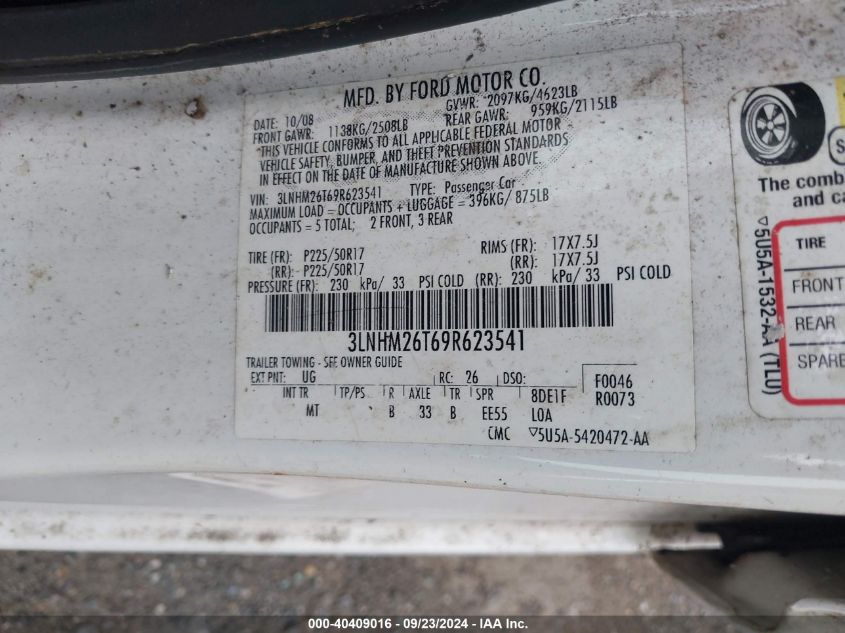 MFD. BY FORD MOTOR CO.
DATE: 10/08 GVWR: 2097KG/4623LB
FRONT GAWR: 1138KG/2508LB REAR GAWR: 959KG/2115LB
THIS VEHICLE CONFORMS TO ALL APPLICABLE FEDERAL MOTOR
VEHICLE SAFETY, BUMPER, AND THEFT PREVENTION STANDARDS
IN EFFECT ON THE DATE OF MANUFACTURE SHOWN ABOVE.
VIN: 3LNHM26T69R623541 TYPE: Passenger Car
MAXIMUM LOAD = OCCUPANTS + LUGGAGE = 396KG/ 875LB
OCCUPANTS = 5 TOTAL; 2 FRONT, 3 REAR
TIRE (FR): P225/50R17 RIMS (FR): 17X7.5J
(RR): P225/50R17 (RR): 17X7.5J
PRESSURE (FR): 230 kPa/ 33 PSI COLD (RR): 230 kPa/ 33 PSI COLD
3LNHM26T69R623541
TRAILER TOWING - SEE OWNER GUIDE
EXT PNT: UG RC: 26 DSO: F0046
INT TR TP/PS R AXLE TR SPR 8DE1F R0073
MT B 33 B EE55 LOA
CMC ▽5U5A-5420472-AA
The comb
and ca
▽5U5A-1532-AA (TLU)
TIRE
FRONT
REAR
SPARE
000-40409016 - 09/23/2024 - IAA Inc.